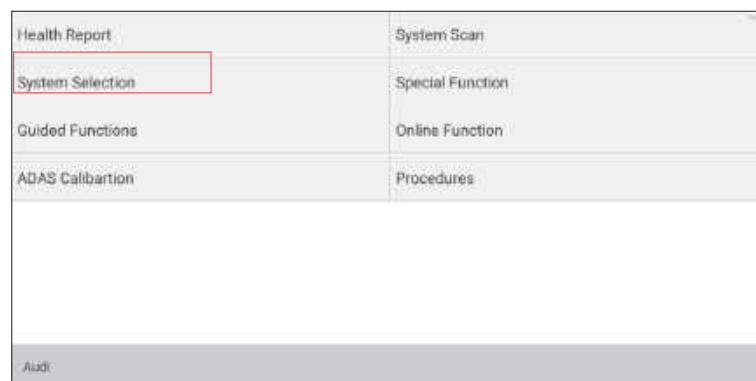 Health Report
System Scan
System Selection
Special Function
Guided Functions
Online Function
ADAS Calibartion
Procedures
Audi